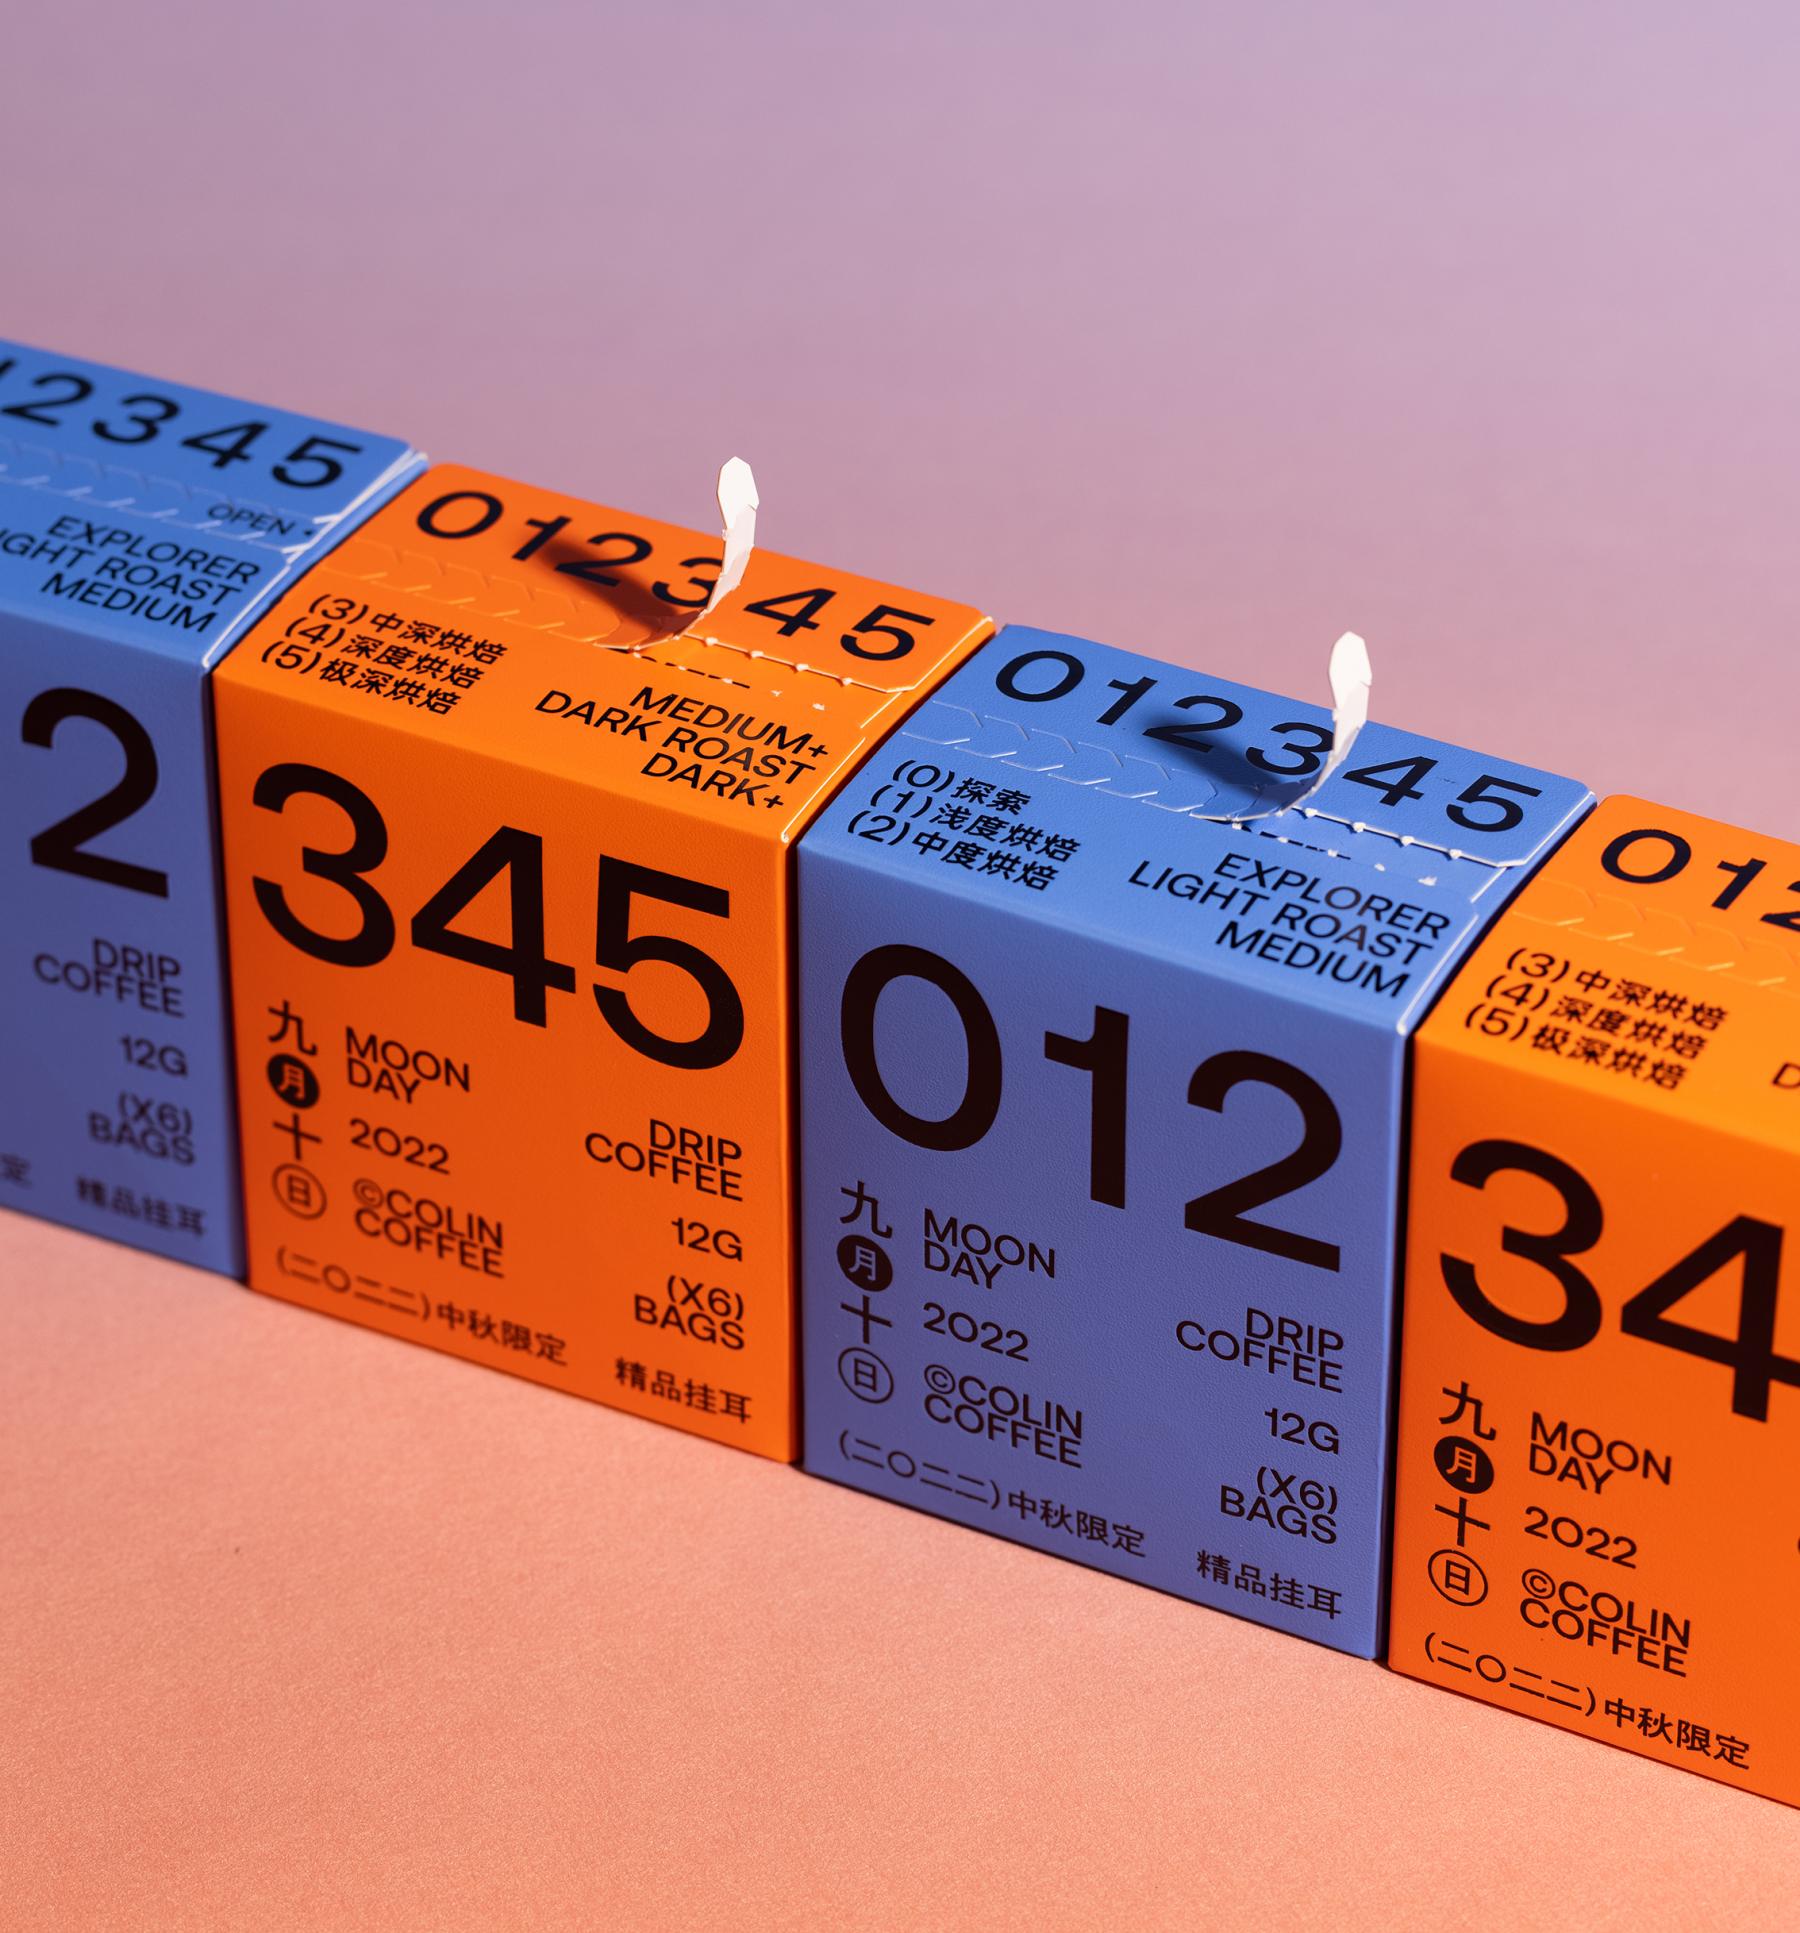 12345
OPEN
EXPLORER
LIGHT ROAST
MEDIUM
2
DRIP
COFFEE
12G
(X6)
BAGS
定
精品挂耳
012345
(3)中深烘焙
(4)深度烘焙
(5)极深烘焙
MEDIUM+
DARK ROAST
DARK+
345
九
月
十
日
MOON
DAY
2022
©COLIN
COFFEE
DRIP
COFFEE
12G
(X6)
BAGS
(二〇二二)中秋限定
精品挂耳
012345
(0)探索
(1)浅度烘焙
(2)中度烘焙
EXPLORER
LIGHT ROAST
MEDIUM
012
九
月
十
日
MOON
DAY
2022
©COLIN
COFFEE
DRIP
COFFEE
12G
(X6)
BAGS
(二〇二二)中秋限定
精品挂耳
012
(3)中深烘焙
(4)深度烘焙
(5)极深烘焙
D
34
九
月
十
日
MOON
DAY
2022
©COLIN
COFFEE
(二〇二二)中秋限定